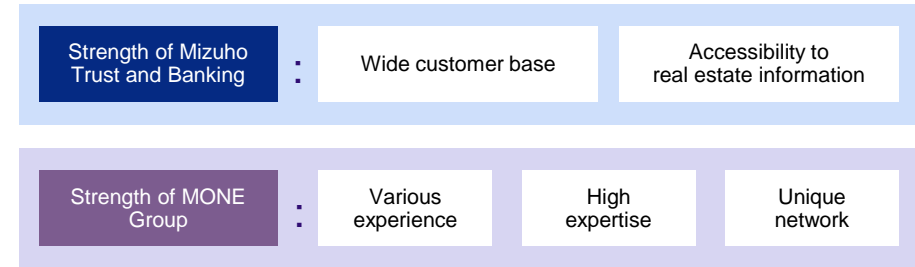 Strength of Mizuho
Trust and Banking
:
Wide customer base
Accessibility to
real estate information
Strength of MONE
Group
:
Various
experience
High
expertise
Unique
network